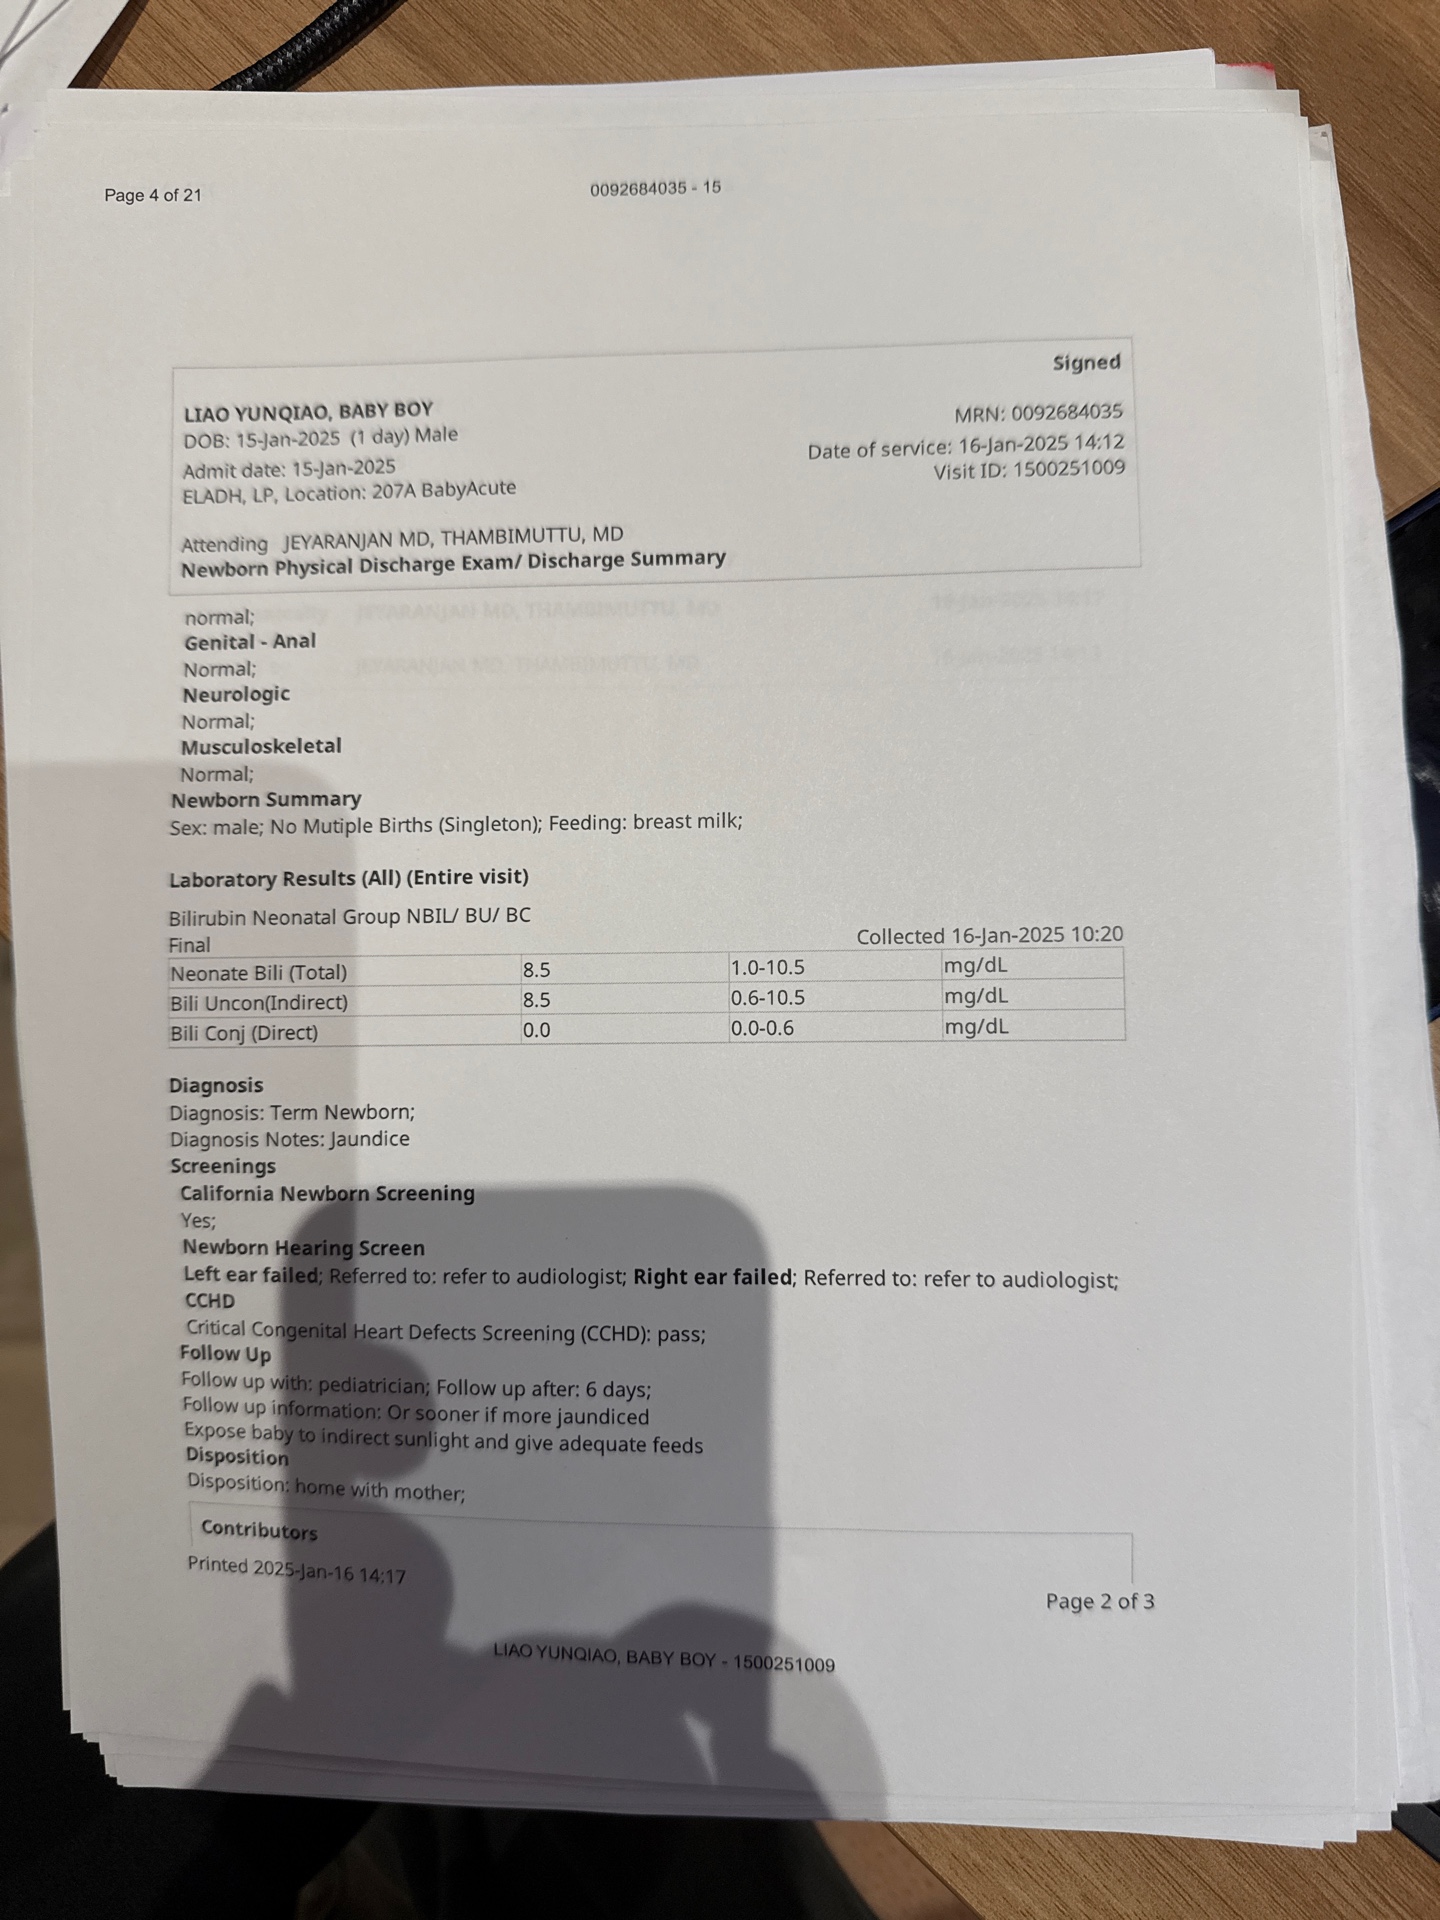 Page 4 of 21
0092684035 - 15
Signed
LIAO YUNQIAO, BABY BOY
MRN: 0092684035
DOB: 15-Jan-2025 (1 day) Male
Date of service: 16-Jan-2025 14:12
Admit date: 15-Jan-2025
Visit ID: 1500251009
ELADH, LP, Location: 207A BabyAcute
Attending JEYARANJAN MD, THAMBIMUTTU, MD
Newborn Physical Discharge Exam/ Discharge Summary
normal;
Genital - Anal
Normal;
Neurologic
Normal;
Musculoskeletal
Normal;
Newborn Summary
Sex: male; No Mutiple Births (Singleton); Feeding: breast milk;
Laboratory Results (All) (Entire visit)
Bilirubin Neonatal Group NBIL/ BU/ BC
Final Collected 16-Jan-2025 10:20
Neonate Bili (Total) 8.5 1.0-10.5 mg/dL
Bili Uncon(Indirect) 8.5 0.6-10.5 mg/dL
Bili Conj (Direct) 0.0 0.0-0.6 mg/dL
Diagnosis
Diagnosis: Term Newborn;
Diagnosis Notes: Jaundice
Screenings
California Newborn Screening
Yes;
Newborn Hearing Screen
Left ear failed; Referred to: refer to audiologist; Right ear failed; Referred to: refer to audiologist;
CCHD
Critical Congenital Heart Defects Screening (CCHD): pass;
Follow Up
Follow up with: pediatrician; Follow up after: 6 days;
Follow up information: Or sooner if more jaundiced
Expose baby to indirect sunlight and give adequate feeds
Disposition
Disposition: home with mother;
Contributors
Printed 2025-Jan-16 14:17
Page 2 of 3
LIAO YUNQIAO, BABY BOY - 1500251009